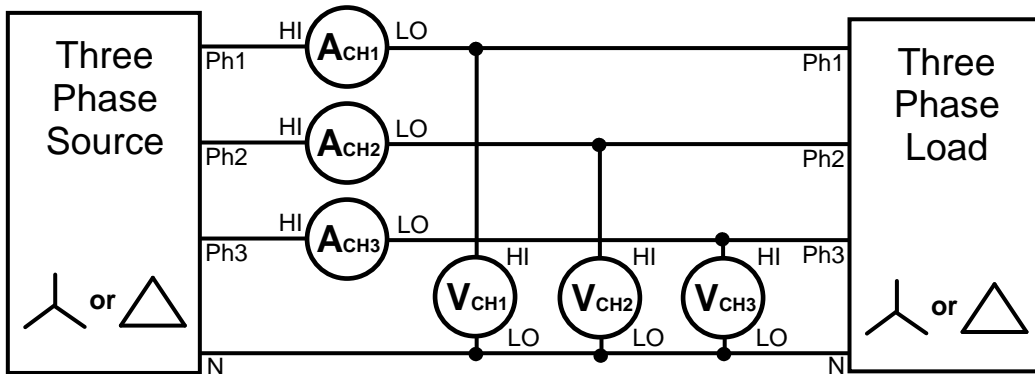 Three
Phase
Source
or
HI
ACH1
LO
Ph1
Ph1
HI
ACH2
LO
Ph2
Ph2
HI
ACH3
LO
Ph3
Ph3
HI
HI
HI
VCH1
VCH2
VCH3
LO
LO
LO
N
N
Three
Phase
Load
or